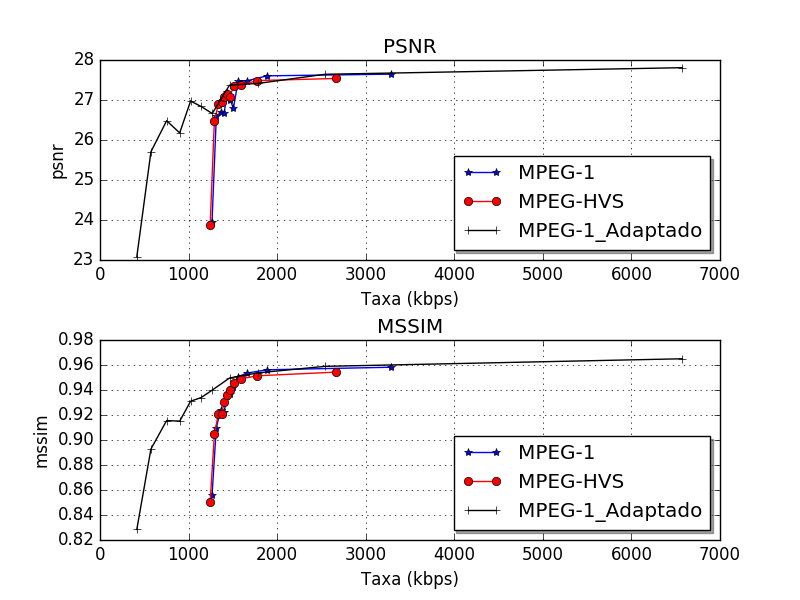 PSNR
28
27
26
25
24
23
psnr
0 1000 2000 3000 4000 5000 6000 7000
Taxa (kbps)
MPEG-1
MPEG-HVS
MPEG-1_Adaptado
MSSIM
0.98
0.96
0.94
0.92
0.90
0.88
0.86
0.84
0.82
mssim
0 1000 2000 3000 4000 5000 6000 7000
Taxa (kbps)
MPEG-1
MPEG-HVS
MPEG-1_Adaptado